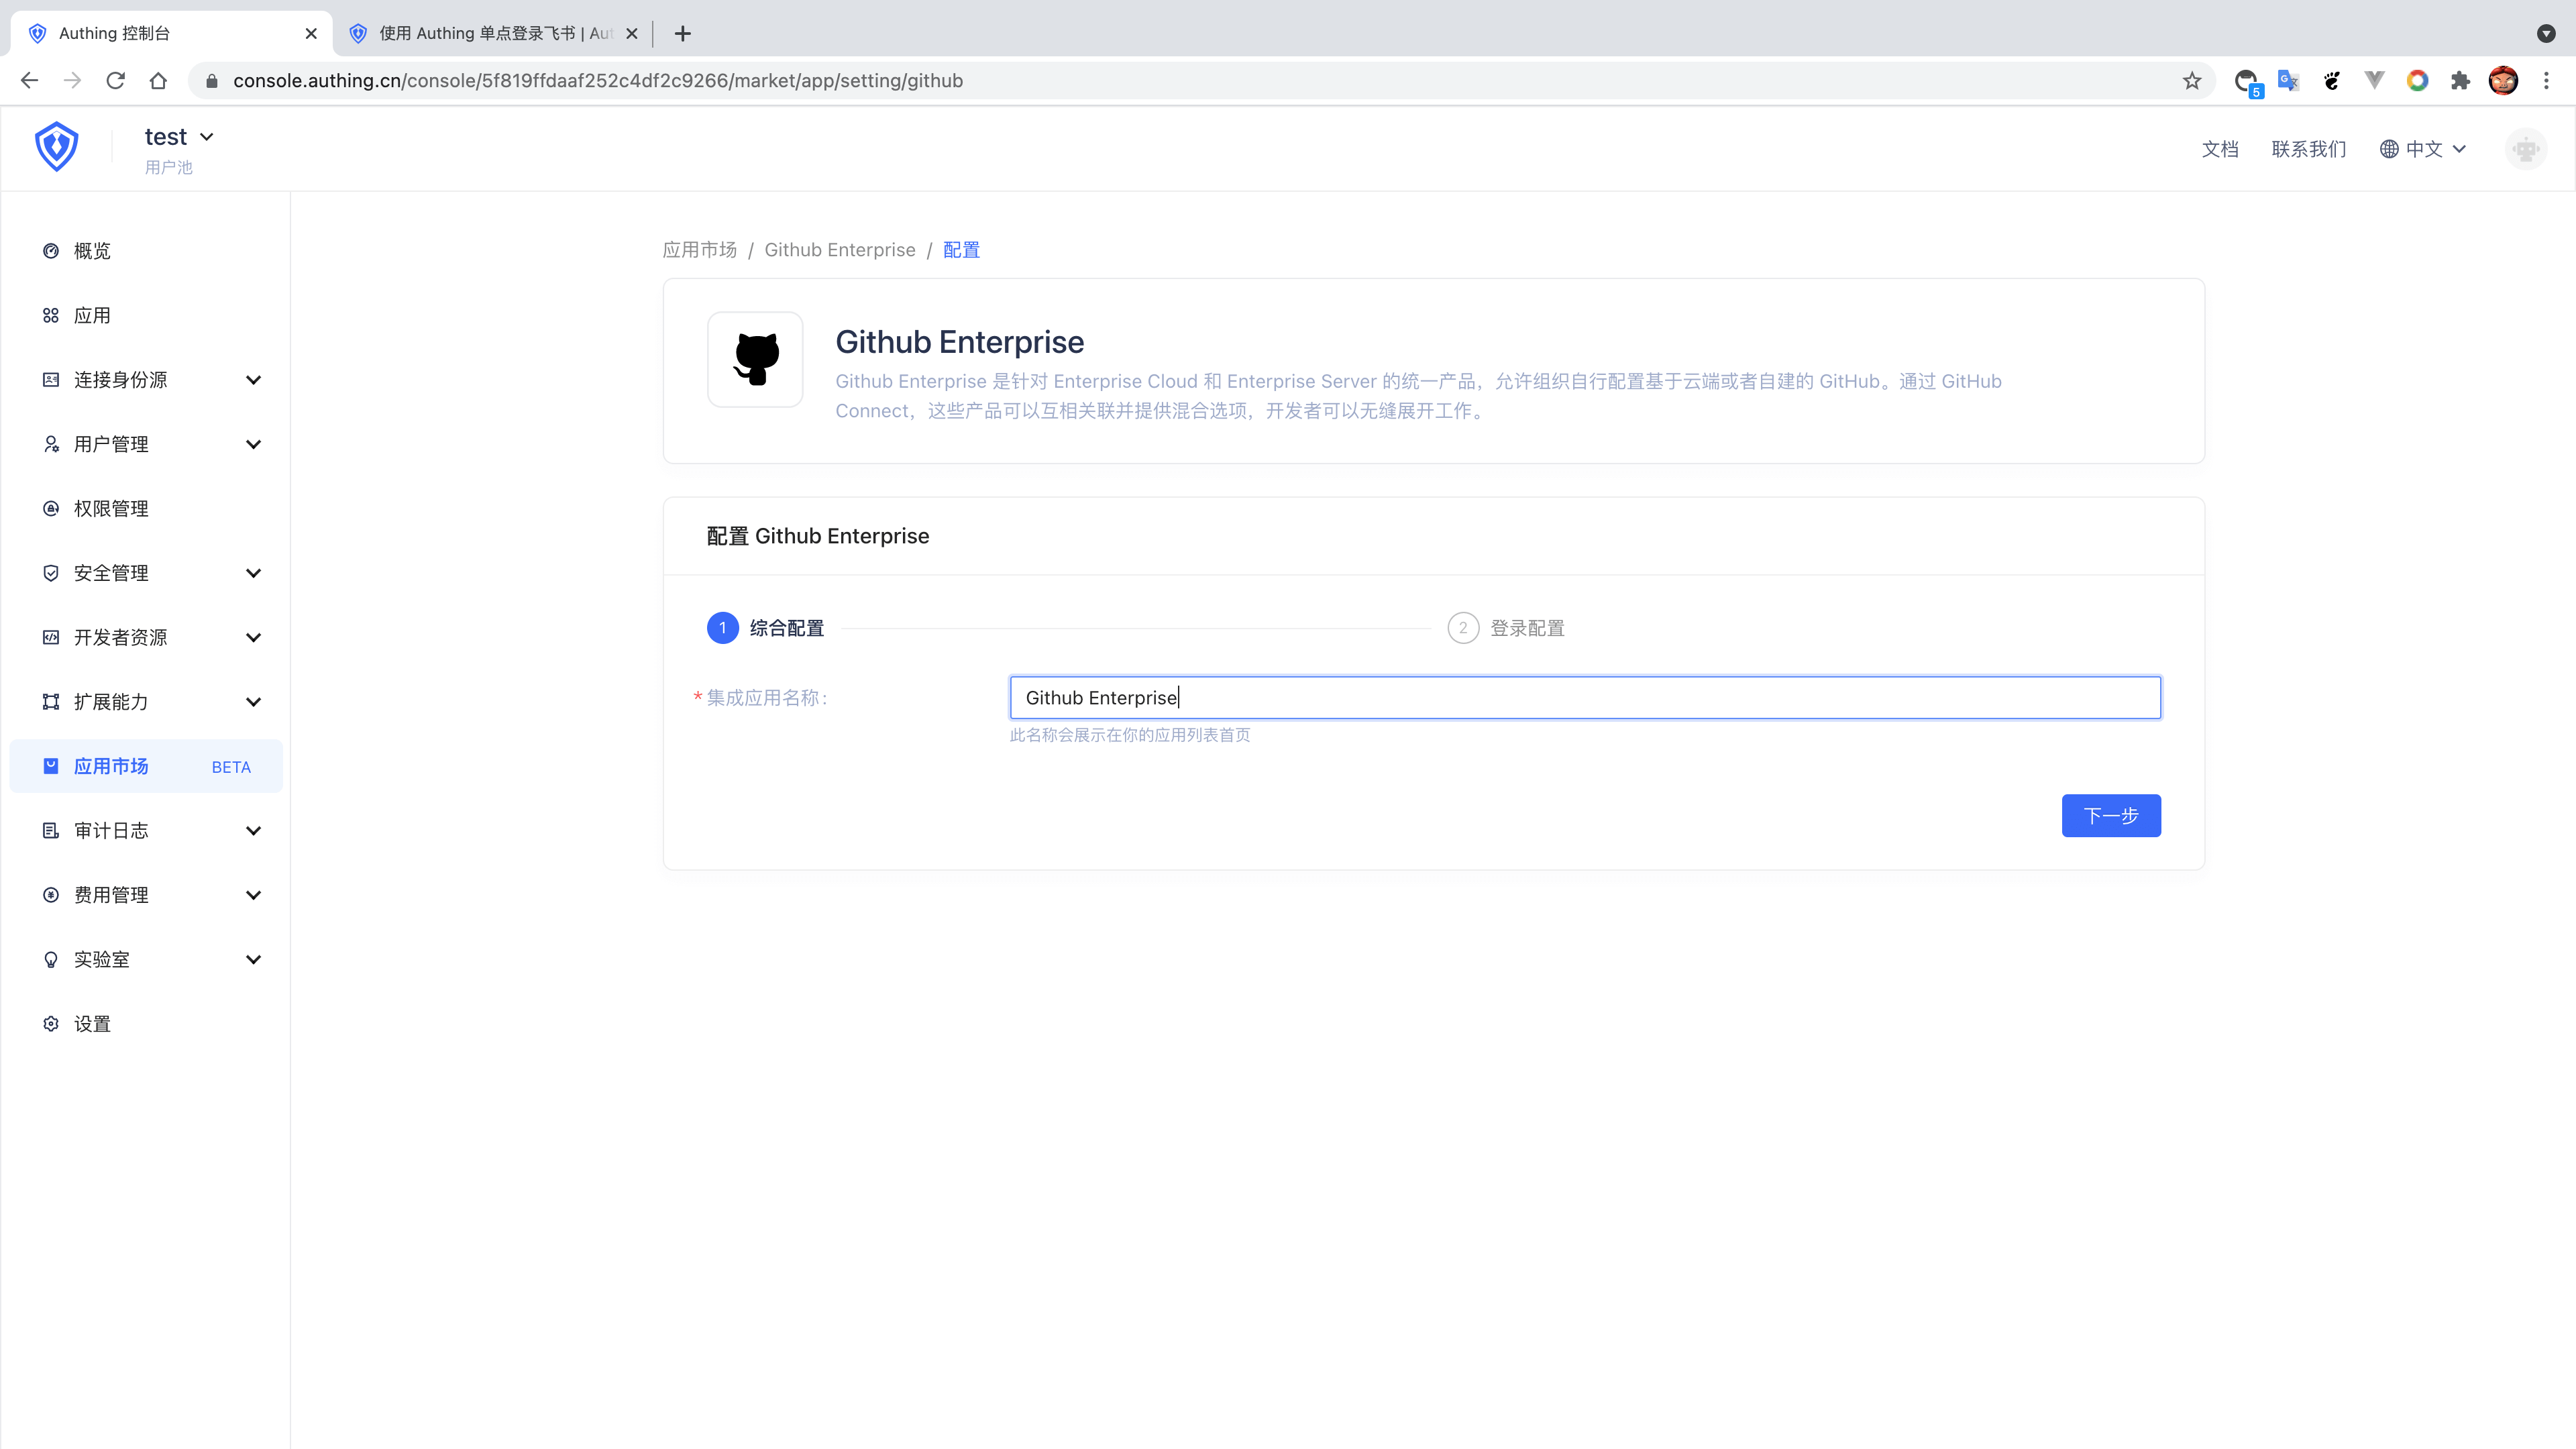 Authing 控制台
使用 Authing 单点登录飞书 | Aut
console.authing.cn/console/5f819ffdaaf252c4df2c9266/market/app/setting/github
5
test
用户池
文档
联系我们
中文
概览
应用
连接身份源
用户管理
权限管理
安全管理
开发者资源
扩展能力
应用市场 BETA
审计日志
费用管理
实验室
设置
应用市场 / Github Enterprise / 配置
Github Enterprise
Github Enterprise 是针对 Enterprise Cloud 和 Enterprise Server 的统一产品，允许组织自行配置基于云端或者自建的 GitHub。通过 GitHub
Connect，这些产品可以互相关联并提供混合选项，开发者可以无缝展开工作。
配置 Github Enterprise
1 综合配置
2 登录配置
* 集成应用名称:
Github Enterprise
此名称会展示在你的应用列表首页
下一步